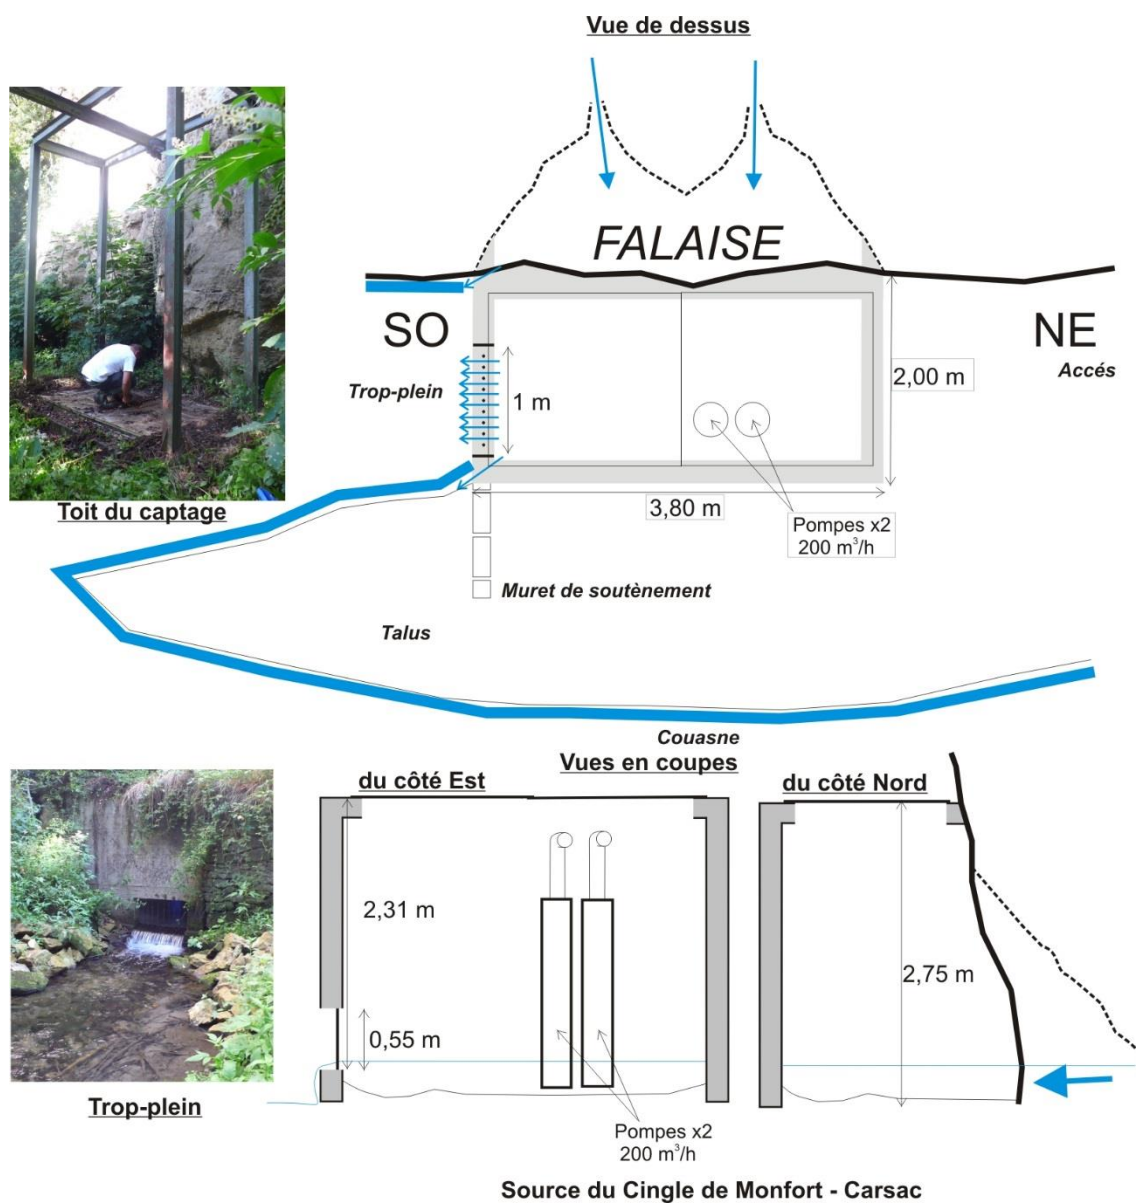 Vue de dessus
FALAISE
SO
NE
Accés
Trop-plein
1 m
2,00 m
3,80 m
Pompes x2
200 m³/h
Toit du captage
Muret de soutènement
Talus
Couasne
Vues en coupes
du côté Est
du côté Nord
2,31 m
0,55 m
2,75 m
Trop-plein
Pompes x2
200 m³/h
Source du Cingle de Monfort - Carsac